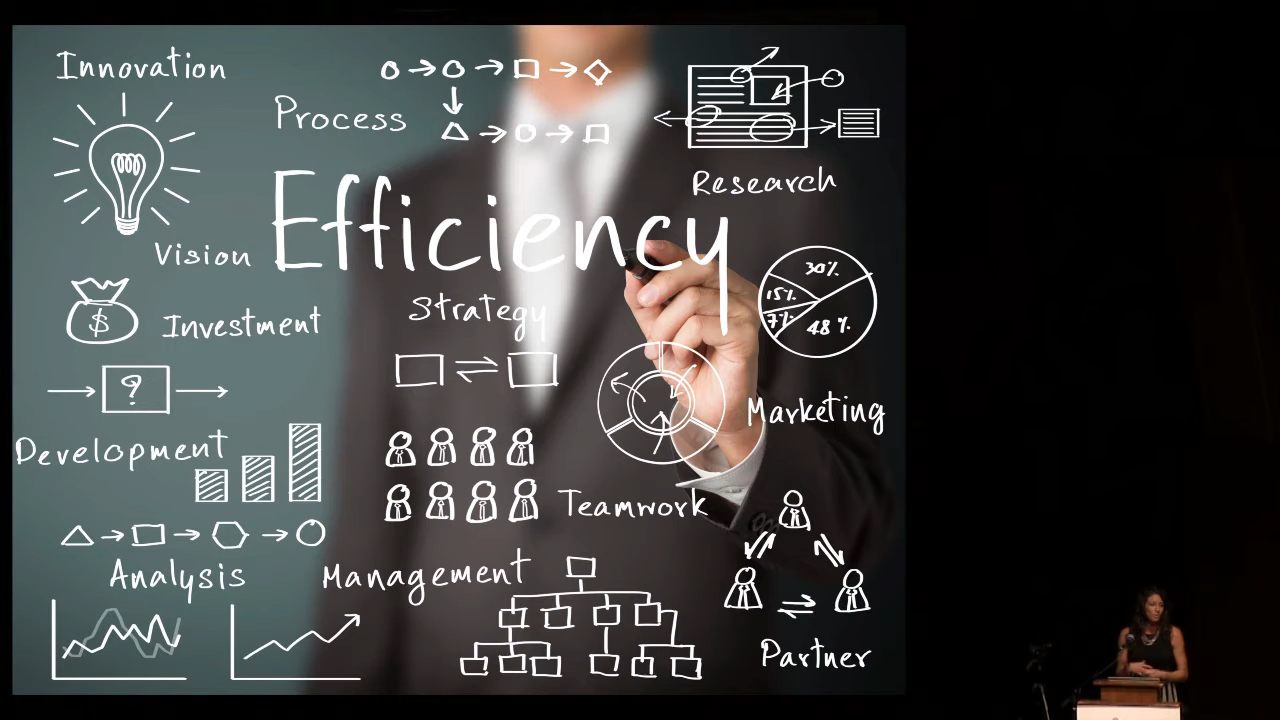 Innovation
Process
Research
Efficiency
Vision
Strategy
$
Investment
30%
15%
7%
48 %
?
Marketing
Development
Teamwork
Analysis
Management
Partner